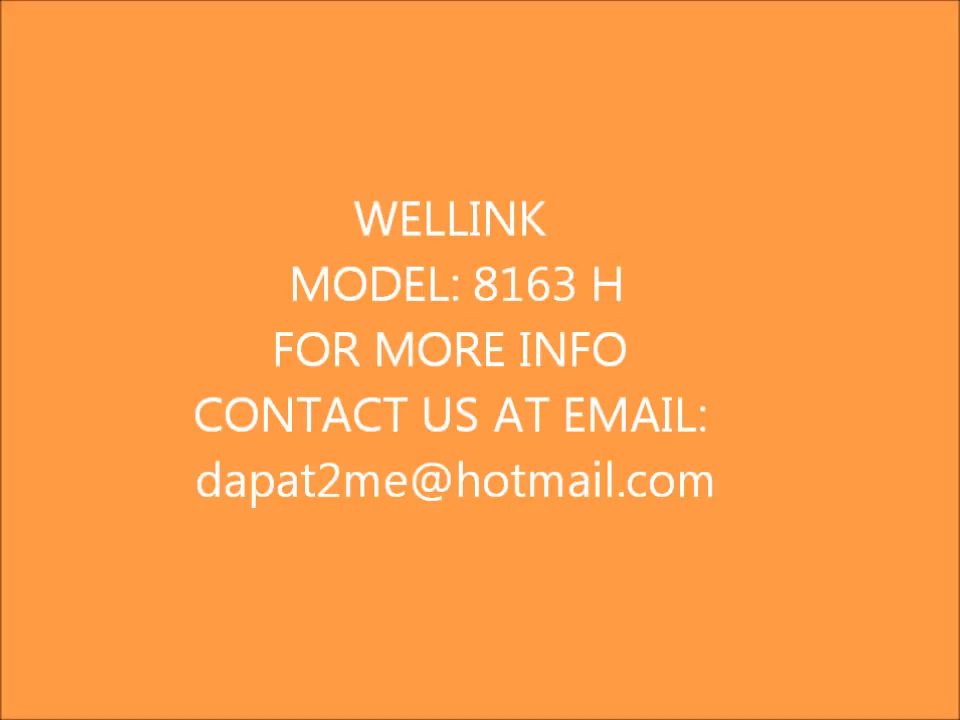 WELLINK
MODEL: 8163 H
FOR MORE INFO
CONTACT US AT EMAIL:
dapat2me@hotmail.com